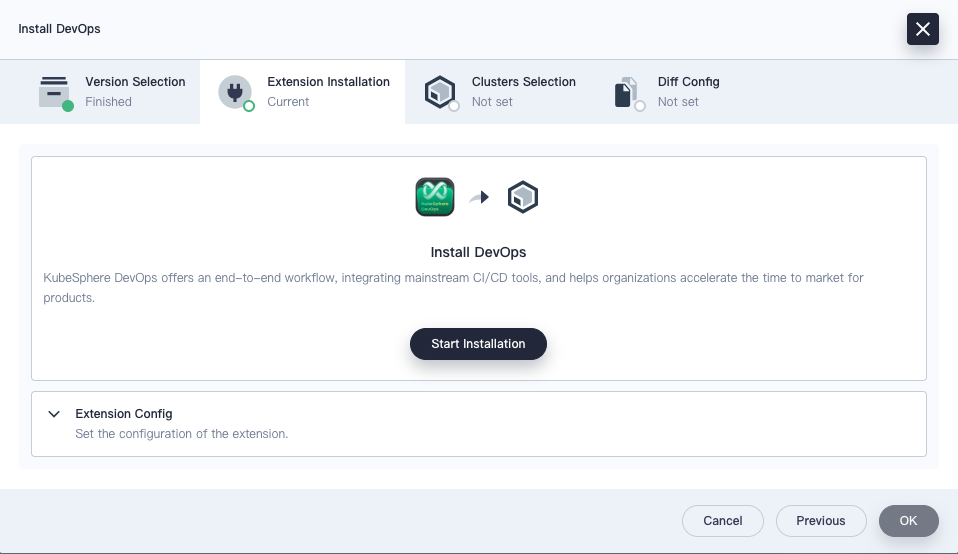 Install DevOps
Version Selection
Finished
Extension Installation
Current
Clusters Selection
Not set
Diff Config
Not set
KubeSphere
DevOps
Install DevOps
KubeSphere DevOps offers an end-to-end workflow, integrating mainstream CI/CD tools, and helps organizations accelerate the time to market for
products.
Start Installation
Extension Config
Set the configuration of the extension.
Cancel
Previous
OK